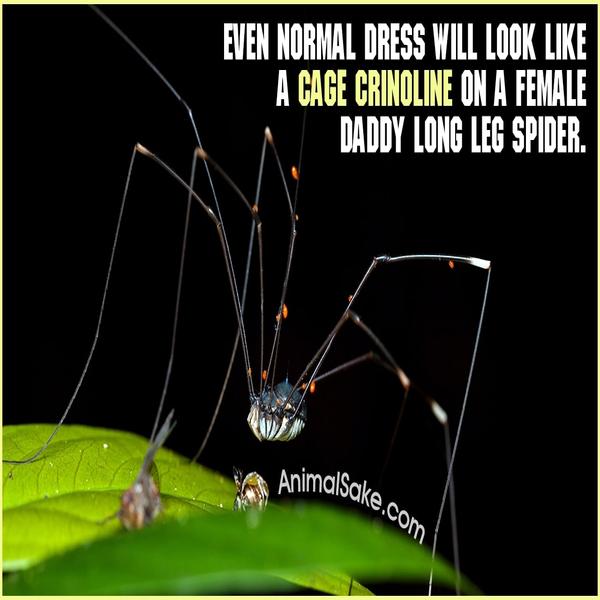 EVEN NORMAL DRESS WILL LOOK LIKE
A CAGE CRINOLINE ON A FEMALE
DADDY LONG LEG SPIDER.
AnimalSake.com